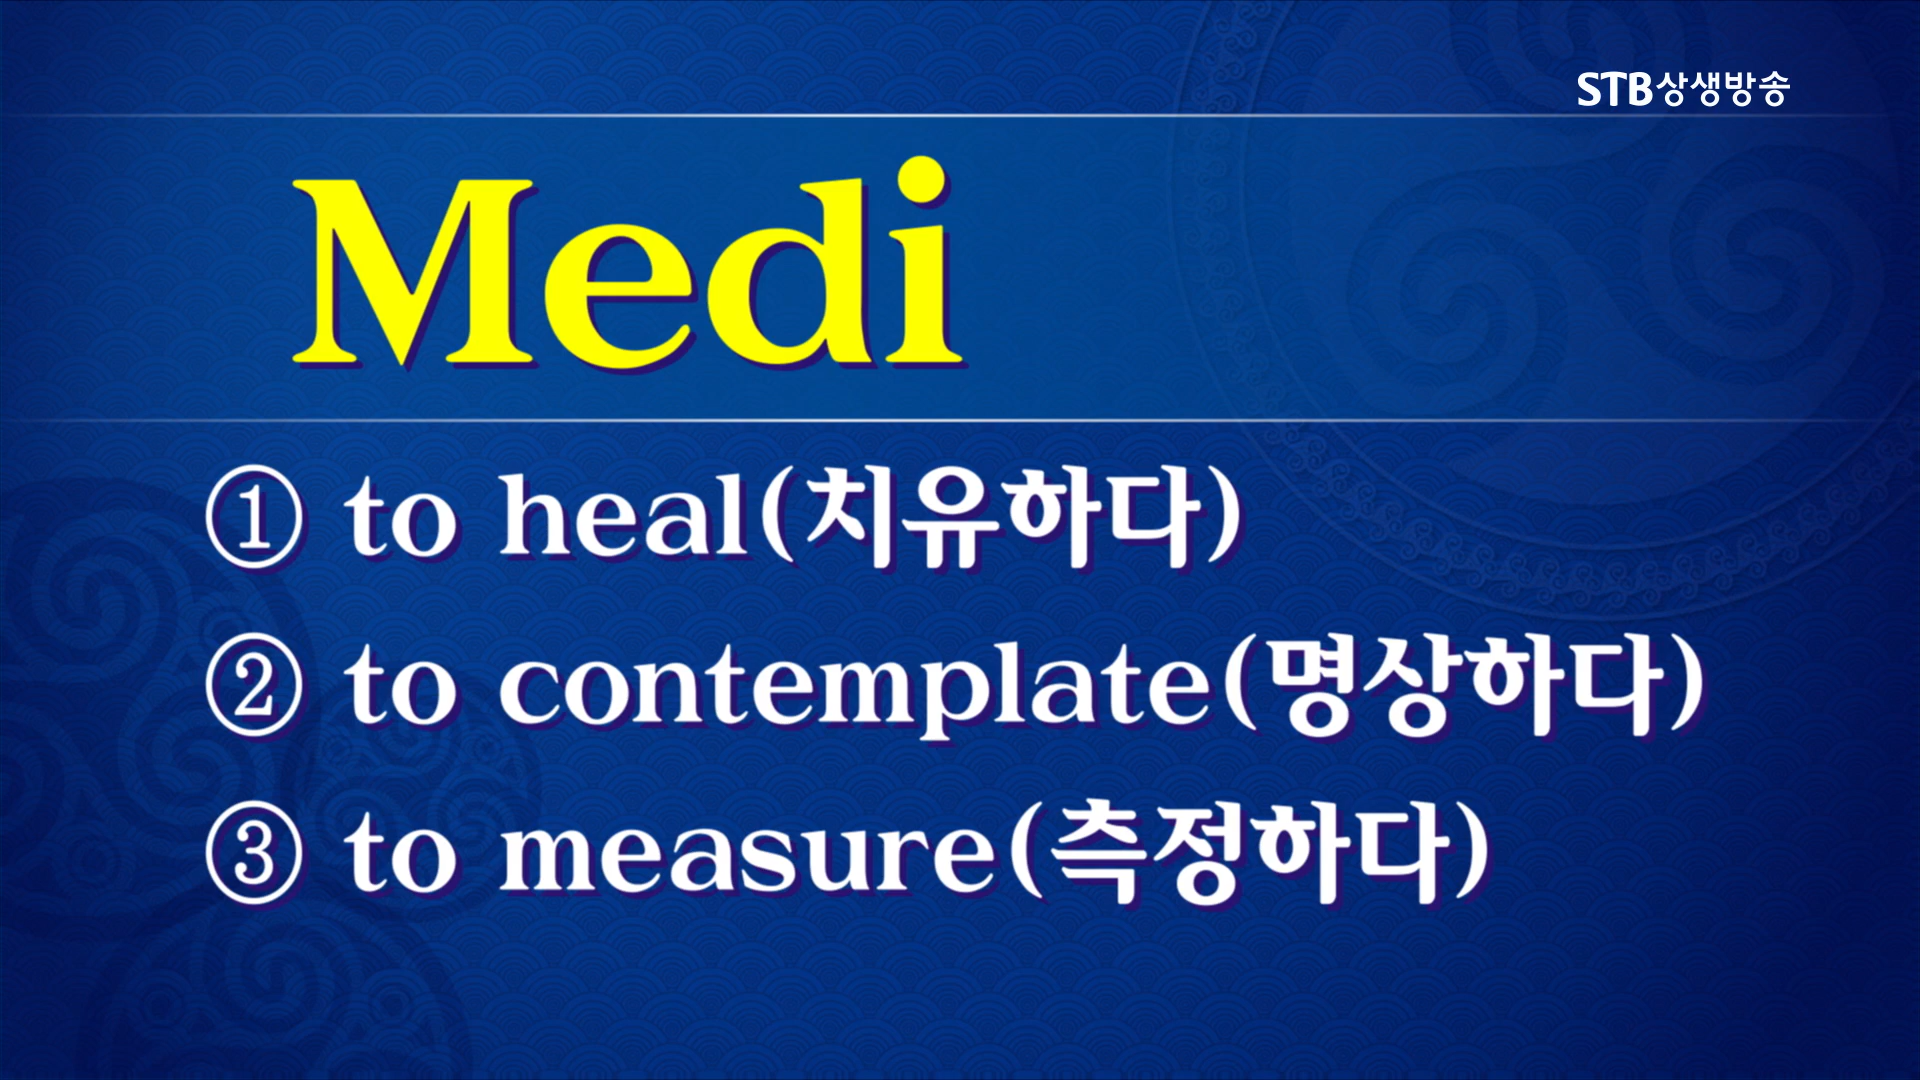 STB상생방송
Medi
① to heal(치유하다)
② to contemplate(명상하다)
③ to measure(측정하다)